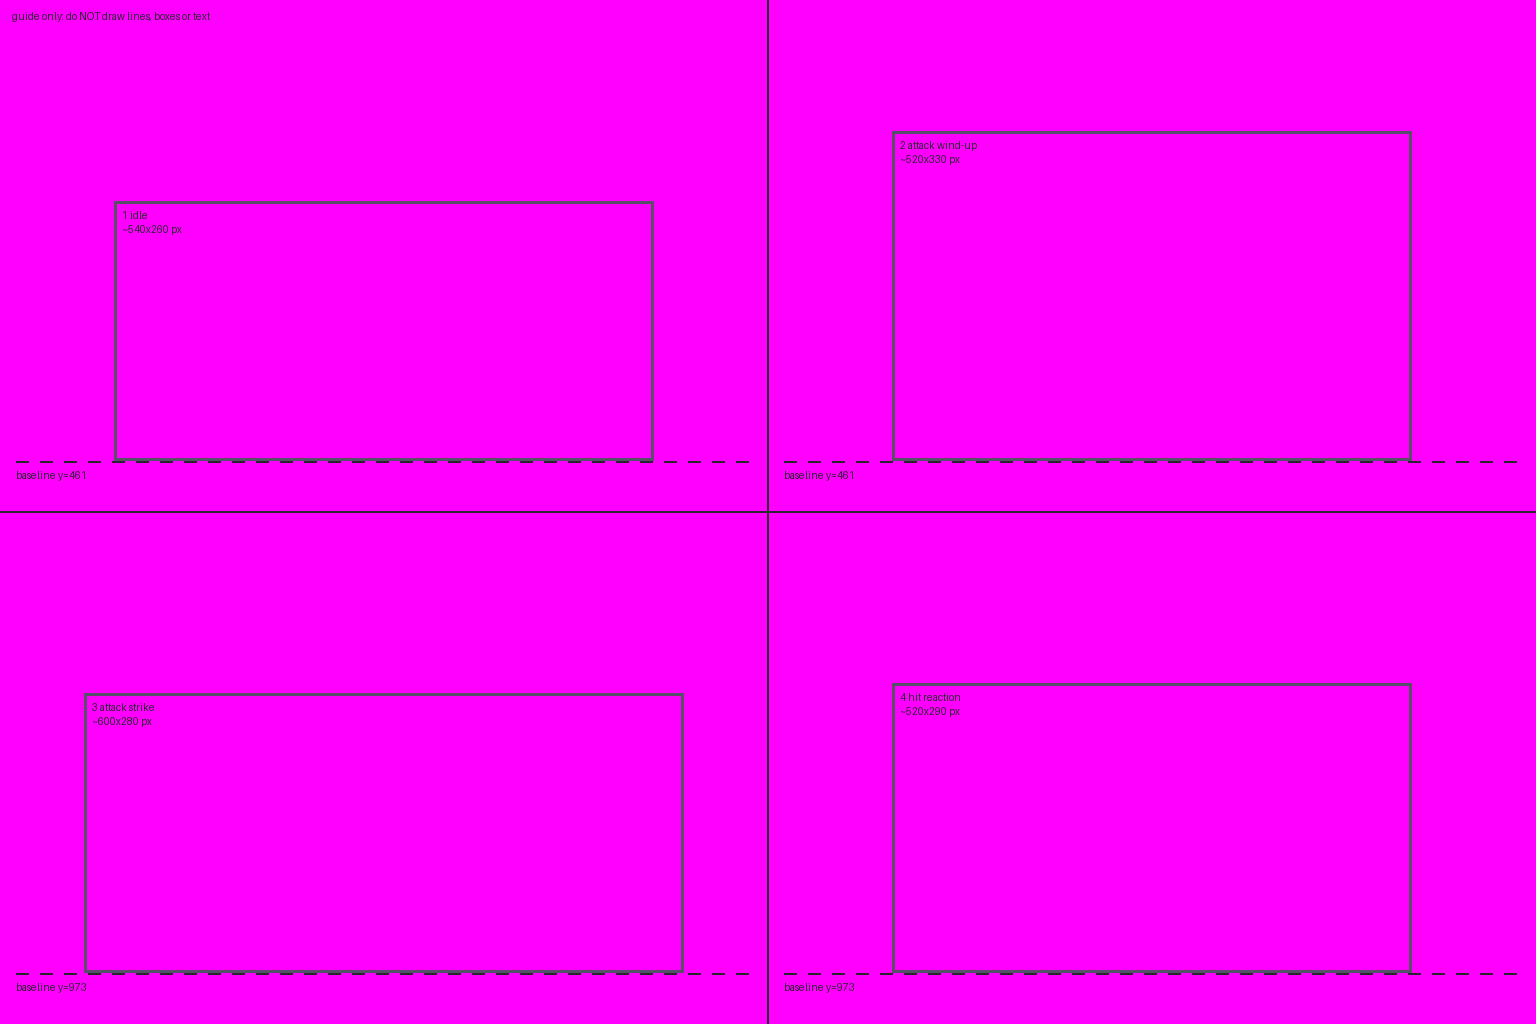 guide only: do NOT draw lines, boxes or text
1 idle
~540x260 px
2 attack wind-up
~520x330 px
baseline y=461
baseline y=461
3 attack strike
~600x280 px
4 hit reaction
~520x290 px
baseline y=973
baseline y=973